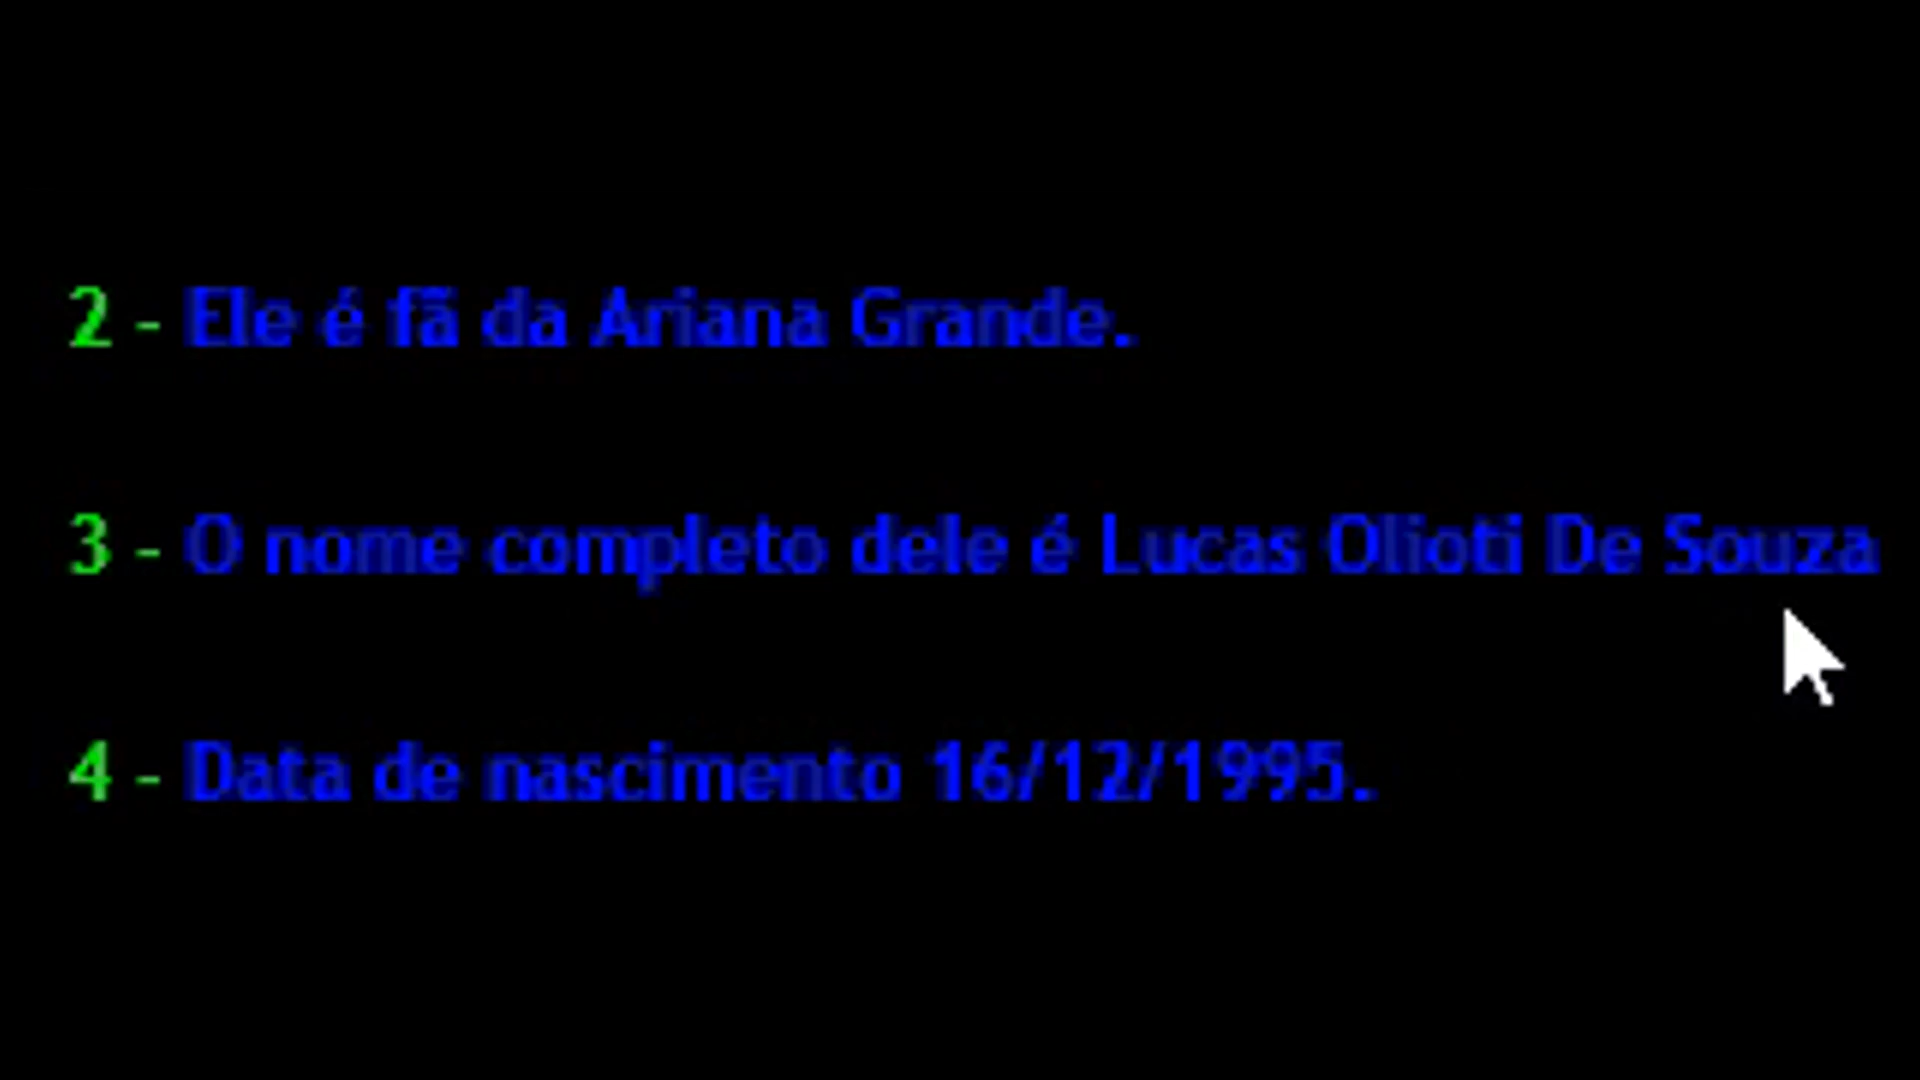 2 - Ele é fã da Ariana Grande.
3 - O nome completo dele é Lucas Olioti De Souza
4 - Data de nascimento 16/12/1995.